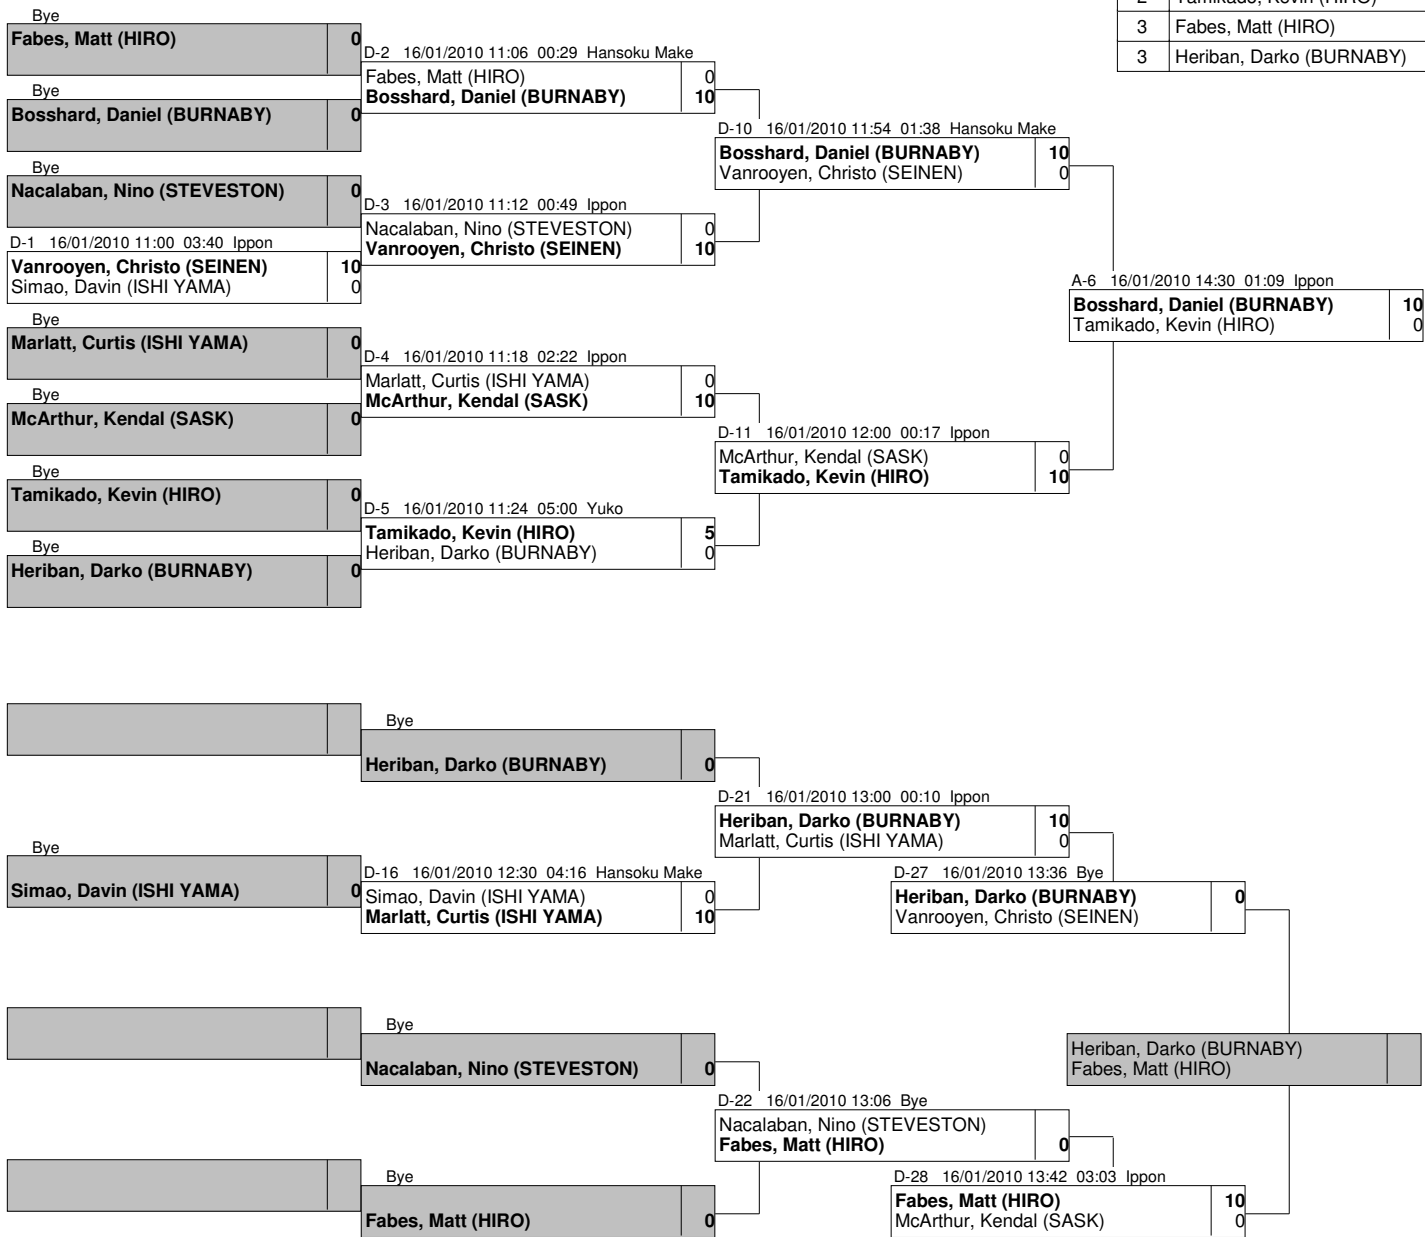 2 Tamikado, Kevin (HIRO)
3 Fabes, Matt (HIRO)
3 Heriban, Darko (BURNABY)
Bye
Fabes, Matt (HIRO) 0
Bye
Bosshard, Daniel (BURNABY) 0
Bye
Nacalaban, Nino (STEVESTON) 0
D-1 16/01/2010 11:00 03:40 Ippon
Vanrooyen, Christo (SEINEN) 10
Simao, Davin (ISHI YAMA) 0
Bye
Marlatt, Curtis (ISHI YAMA) 0
Bye
McArthur, Kendal (SASK) 0
Bye
Tamikado, Kevin (HIRO) 0
Bye
Heriban, Darko (BURNABY) 0
D-2 16/01/2010 11:06 00:29 Hansoku Make
Fabes, Matt (HIRO) 0
Bosshard, Daniel (BURNABY) 10
D-3 16/01/2010 11:12 00:49 Ippon
Nacalaban, Nino (STEVESTON) 0
Vanrooyen, Christo (SEINEN) 10
D-4 16/01/2010 11:18 02:22 Ippon
Marlatt, Curtis (ISHI YAMA) 0
McArthur, Kendal (SASK) 10
D-5 16/01/2010 11:24 05:00 Yuko
Tamikado, Kevin (HIRO) 5
Heriban, Darko (BURNABY) 0
D-10 16/01/2010 11:54 01:38 Hansoku Make
Bosshard, Daniel (BURNABY) 10
Vanrooyen, Christo (SEINEN) 0
D-11 16/01/2010 12:00 00:17 Ippon
McArthur, Kendal (SASK) 0
Tamikado, Kevin (HIRO) 10
A-6 16/01/2010 14:30 01:09 Ippon
Bosshard, Daniel (BURNABY) 10
Tamikado, Kevin (HIRO) 0
Bye
Simao, Davin (ISHI YAMA) 0
Bye
Heriban, Darko (BURNABY) 0
D-16 16/01/2010 12:30 04:16 Hansoku Make
Simao, Davin (ISHI YAMA) 0
Marlatt, Curtis (ISHI YAMA) 10
Bye
Nacalaban, Nino (STEVESTON) 0
Bye
Fabes, Matt (HIRO) 0
D-21 16/01/2010 13:00 00:10 Ippon
Heriban, Darko (BURNABY) 10
Marlatt, Curtis (ISHI YAMA) 0
D-22 16/01/2010 13:06 Bye
Nacalaban, Nino (STEVESTON)
Fabes, Matt (HIRO) 0
D-27 16/01/2010 13:36 Bye
Heriban, Darko (BURNABY) 0
Vanrooyen, Christo (SEINEN)
D-28 16/01/2010 13:42 03:03 Ippon
Fabes, Matt (HIRO) 10
McArthur, Kendal (SASK) 0
Heriban, Darko (BURNABY)
Fabes, Matt (HIRO)